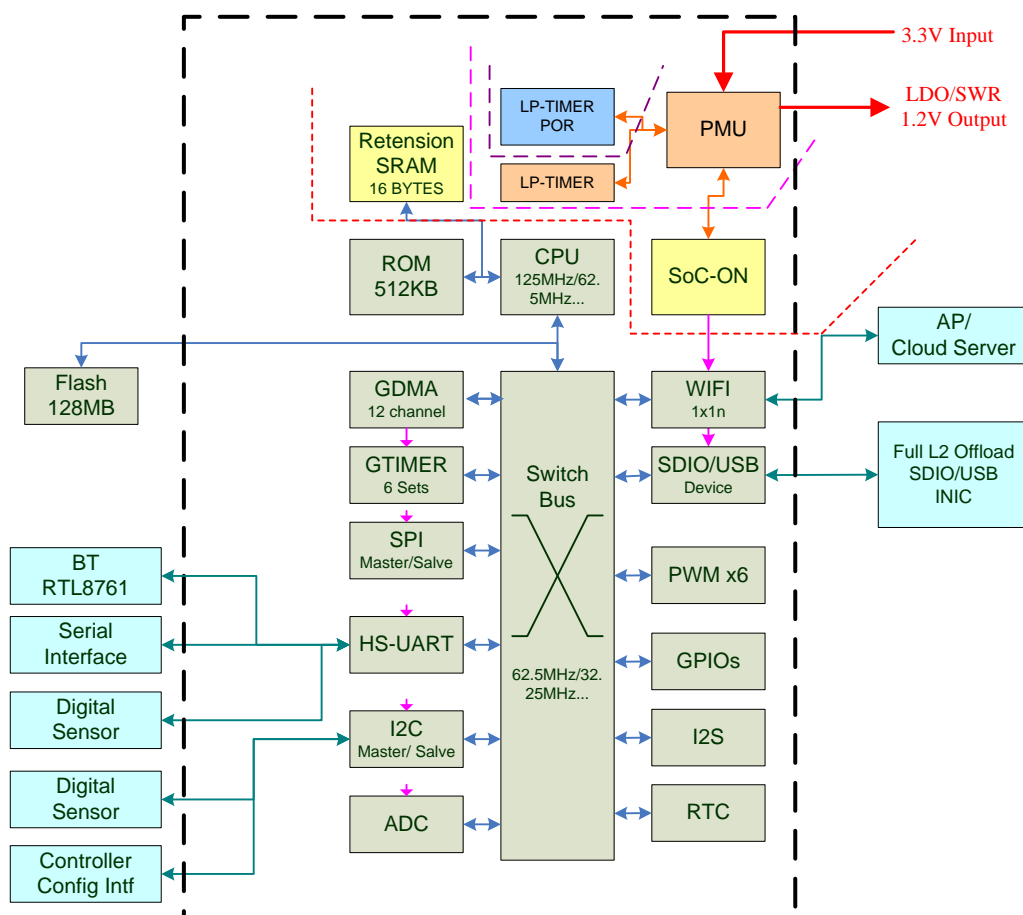 3.3V Input
LDO/SWR
1.2V Output
LP-TIMER
POR
PMU
Retension
SRAM
16 BYTES
LP-TIMER
ROM
512KB
CPU
125MHz/62.
5MHz...
SoC-ON
AP/
Cloud Server
Flash
128MB
GDMA
12 channel
WIFI
1x1n
GTIMER
6 Sets
Switch
Bus
SDIO/USB
Device
Full L2 Offload
SDIO/USB
INIC
SPI
Master/Salve
BT
RTL8761
PWM x6
Serial
Interface
HS-UART
62.5MHz/32.
25MHz...
GPIOs
Digital
Sensor
I2C
Master/ Salve
I2S
Digital
Sensor
ADC
RTC
Controller
Config Intf